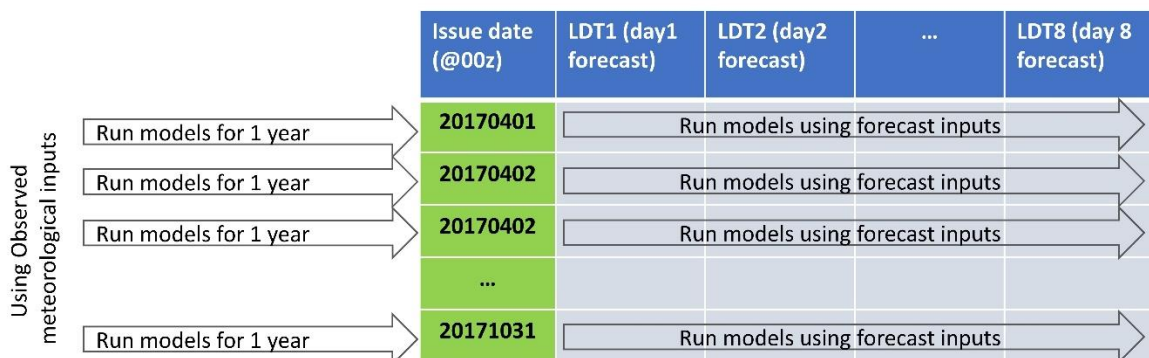 Issue date
(@00z)
LDT1 (day1
forecast)
LDT2 (day2
forecast)
...
LDT8 (day 8
forecast)
Using Observed
meteorological inputs
Run models for 1 year
20170401
Run models using forecast inputs
Run models for 1 year
20170402
Run models using forecast inputs
Run models for 1 year
20170402
Run models using forecast inputs
...
Run models for 1 year
20171031
Run models using forecast inputs